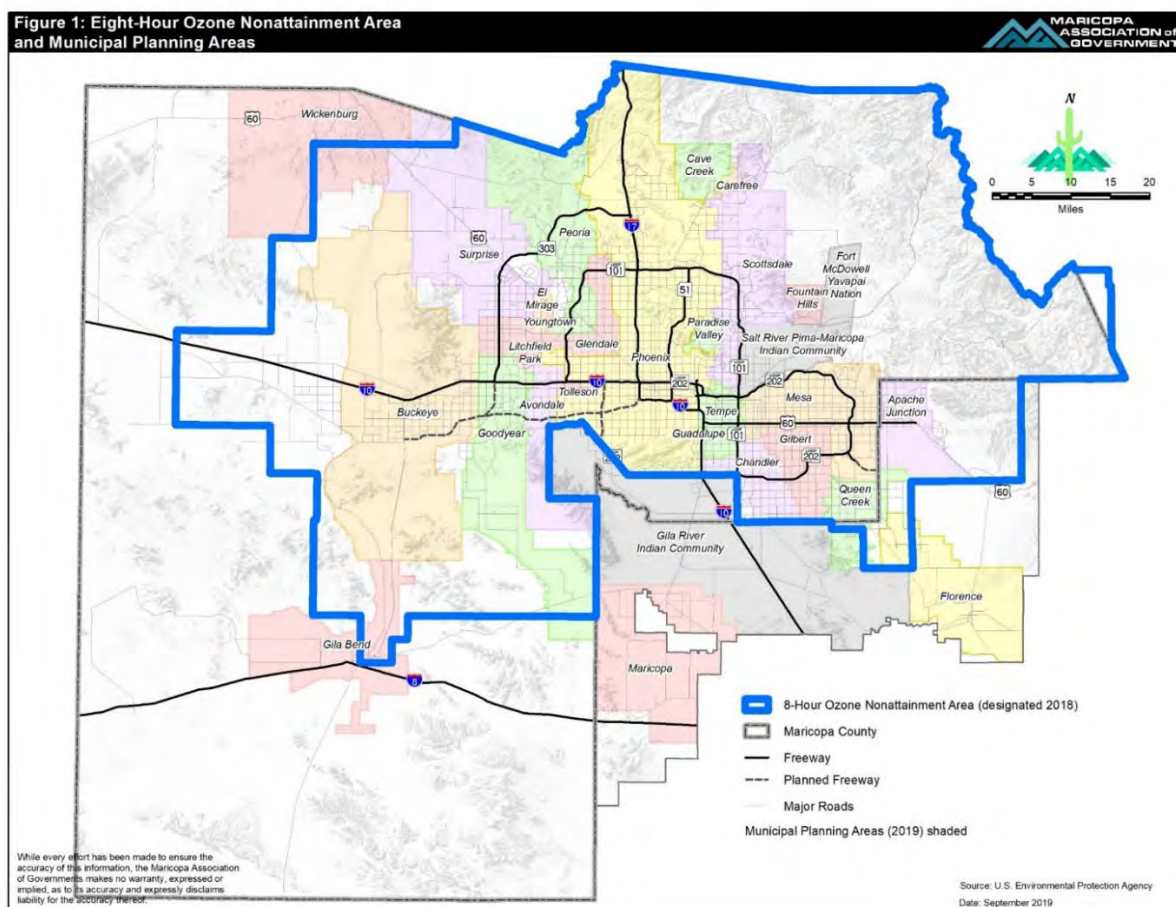 Figure 1: Eight-Hour Ozone Nonattainment Area
and Municipal Planning Areas
MARICOPA
ASSOCIATION of
GOVERNMENTS
N
0 5 10 15 20
Miles
60
Wickenburg
Cave
Creek
Carefree
17
Peoria
60
Surprise
303
LOOP
101
Scottsdale
Fort
McDowell
Yavapai
Nation
51
El
Mirage
Fountain
Hills
Youngtown
Paradise
Valley
Litchfield
Park
Glendale
Phoenix
Salt River Pima-Maricopa
Indian Community
101
10
10
202
202
Tolleson
10
Mesa
Apache
Junction
Buckeye
Avondale
Tempe
60
Goodyear
Guadalupe
101
Gilbert
202
Chandler
Queen
Creek
60
10
Gila River
Indian Community
Florence
Gila Bend
8
Maricopa
8-Hour Ozone Nonattainment Area (designated 2018)
Maricopa County
Freeway
Planned Freeway
Major Roads
Municipal Planning Areas (2019) shaded
While every effort has been made to ensure the
accuracy of this information, the Maricopa Association
of Governments makes no warranty, expressed or
implied, as to its accuracy and expressly disclaims
liability for the accuracy thereof.
Source: U.S. Environmental Protection Agency
Date: September 2019